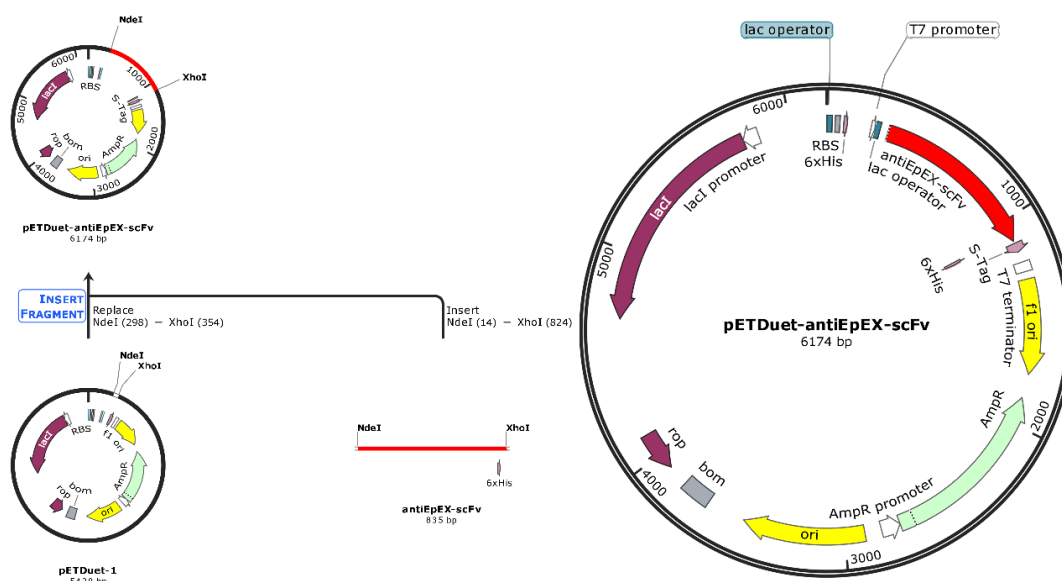 6000
NdeI
1000
XhoI
5000
lacI
RBS
S-Tag
2000
rop
bom
ori
AmpR
4000
3000
pETDuet-antiEpEX-scFv
6174 bp
INSERT
FRAGMENT
Replace
NdeI (298) – XhoI (354)
Insert
NdeI (14) – XhoI (824)
NdeI
XhoI
lacI
RBS
f1 ori
AmpR
rop
bom
ori
pETDuet-1
NdeI
XhoI
6xHis
antiEpEX-scFv
835 bp
lac operator
T7 promoter
6000
RBS
6xHis
lac operator
antiEpEX-scFv
1000
lacI promoter
lacI
5000
6xHis
S-Tag
T7 terminator
f1 ori
pETDuet-antiEpEX-scFv
6174 bp
AmpR
2000
rop
bom
4000
AmpR promoter
ori
3000